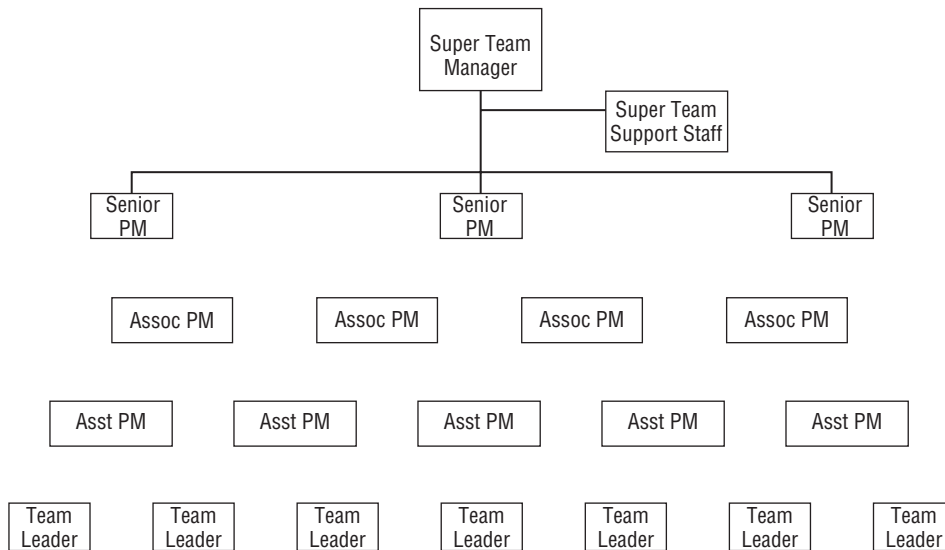 Super Team
Manager
Super Team
Support Staff
Senior
PM
Senior
PM
Senior
PM
Assoc PM
Assoc PM
Assoc PM
Assoc PM
Asst PM
Asst PM
Asst PM
Asst PM
Asst PM
Team
Leader
Team
Leader
Team
Leader
Team
Leader
Team
Leader
Team
Leader
Team
Leader